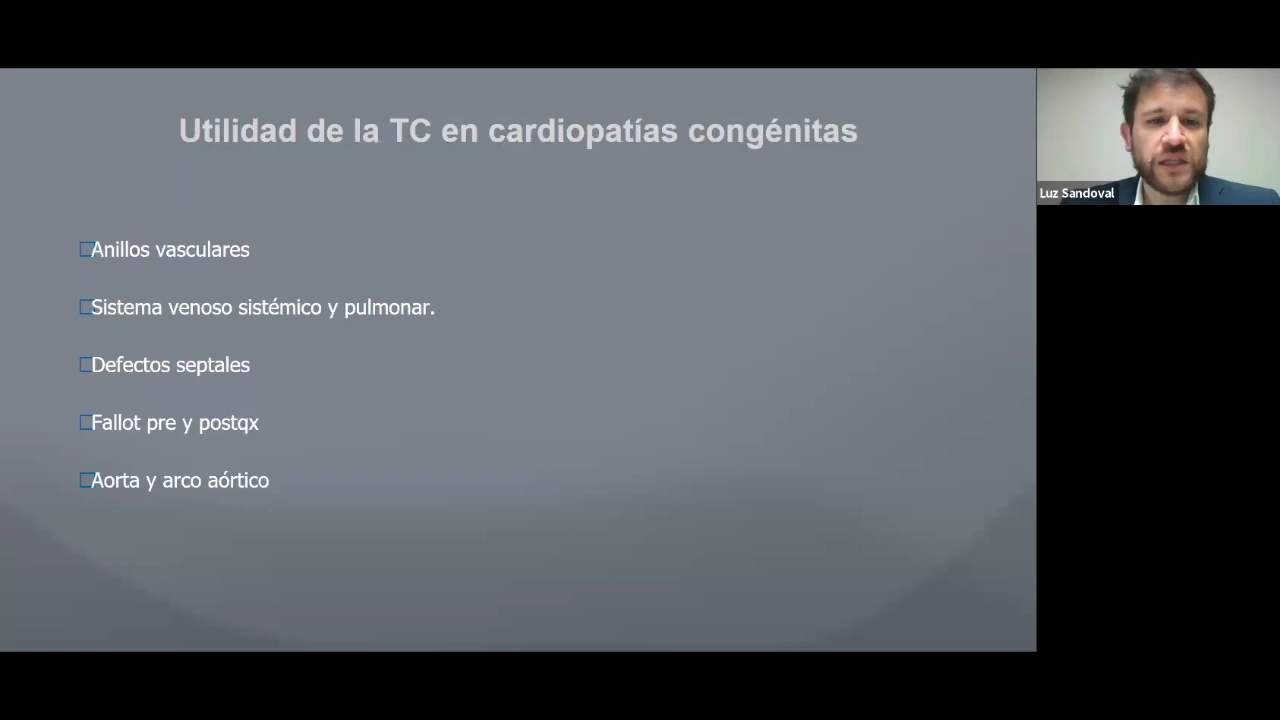 Utilidad de la TC en cardiopatías congénitas
Anillos vasculares
Sistema venoso sistémico y pulmonar.
Defectos septales
Fallot pre y postqx
Aorta y arco aórtico
Luz Sandoval